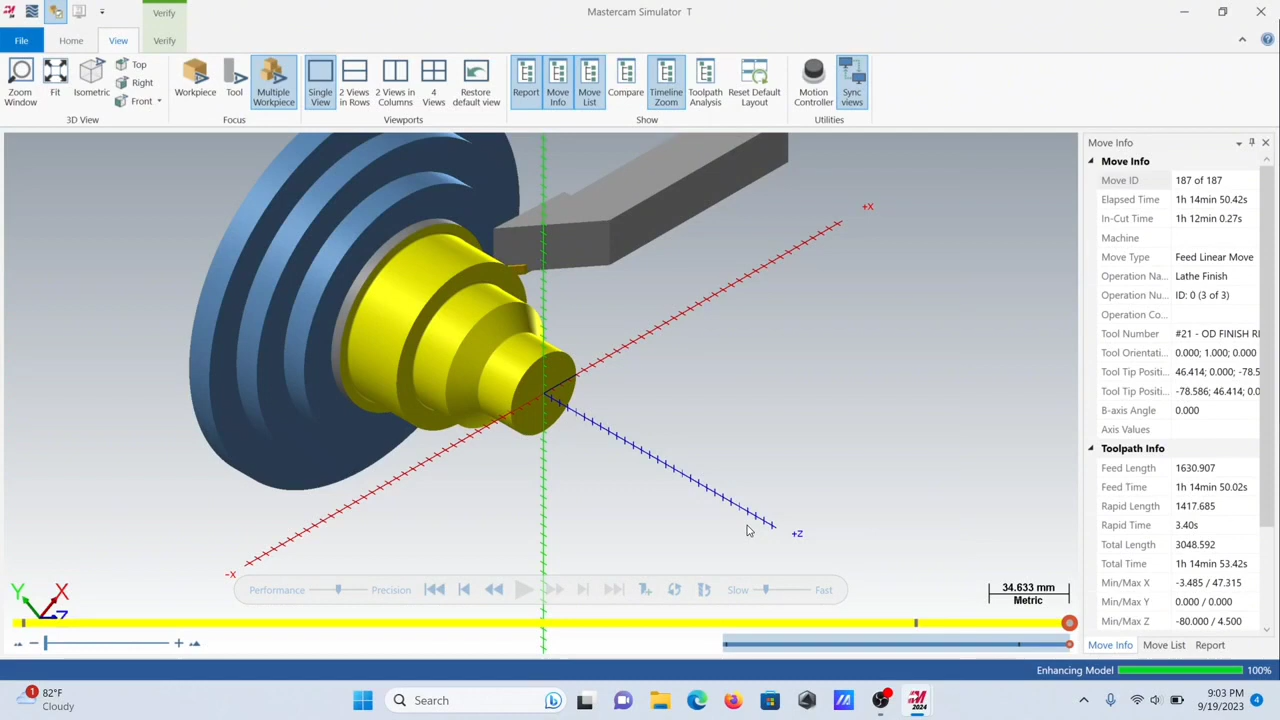 Verify
Mastercam Simulator T
File
Home
View
Verify
Zoom Window
Fit
Isometric
Top
Right
Front
3D View
Workpiece
Tool
Multiple Workpiece
Focus
Single View
2 Views in Rows
2 Views in Columns
4 Views
Restore default view
Viewports
Report
Move Info
Move List
Compare
Timeline Zoom
Toolpath Analysis
Reset Default Layout
Show
Motion Controller
Sync views
Utilities
+X
-X
+Z
Y
X
Z
Performance
Precision
Slow
Fast
34.633 mm
Metric
Move Info
Move Info
Move ID 187 of 187
Elapsed Time 1h 14min 50.42s
In-Cut Time 1h 12min 0.27s
Machine
Move Type Feed Linear Move
Operation Na... Lathe Finish
Operation Nu... ID: 0 (3 of 3)
Operation Co...
Tool Number #21 - OD FINISH RI
Tool Orientati... 0.000; 1.000; 0.000
Tool Tip Positi... 46.414; 0.000; -78.5
Tool Tip Positi... -78.586; 46.414; 0.0
B-axis Angle 0.000
Axis Values
Toolpath Info
Feed Length 1630.907
Feed Time 1h 14min 50.02s
Rapid Length 1417.685
Rapid Time 3.40s
Total Length 3048.592
Total Time 1h 14min 53.42s
Min/Max X -3.485 / 47.315
Min/Max Y 0.000 / 0.000
Min/Max Z -80.000 / 4.500
Move Info
Move List
Report
Enhancing Model
100%
1
82°F
Cloudy
Search
2024
9:03 PM
9/19/2023
4